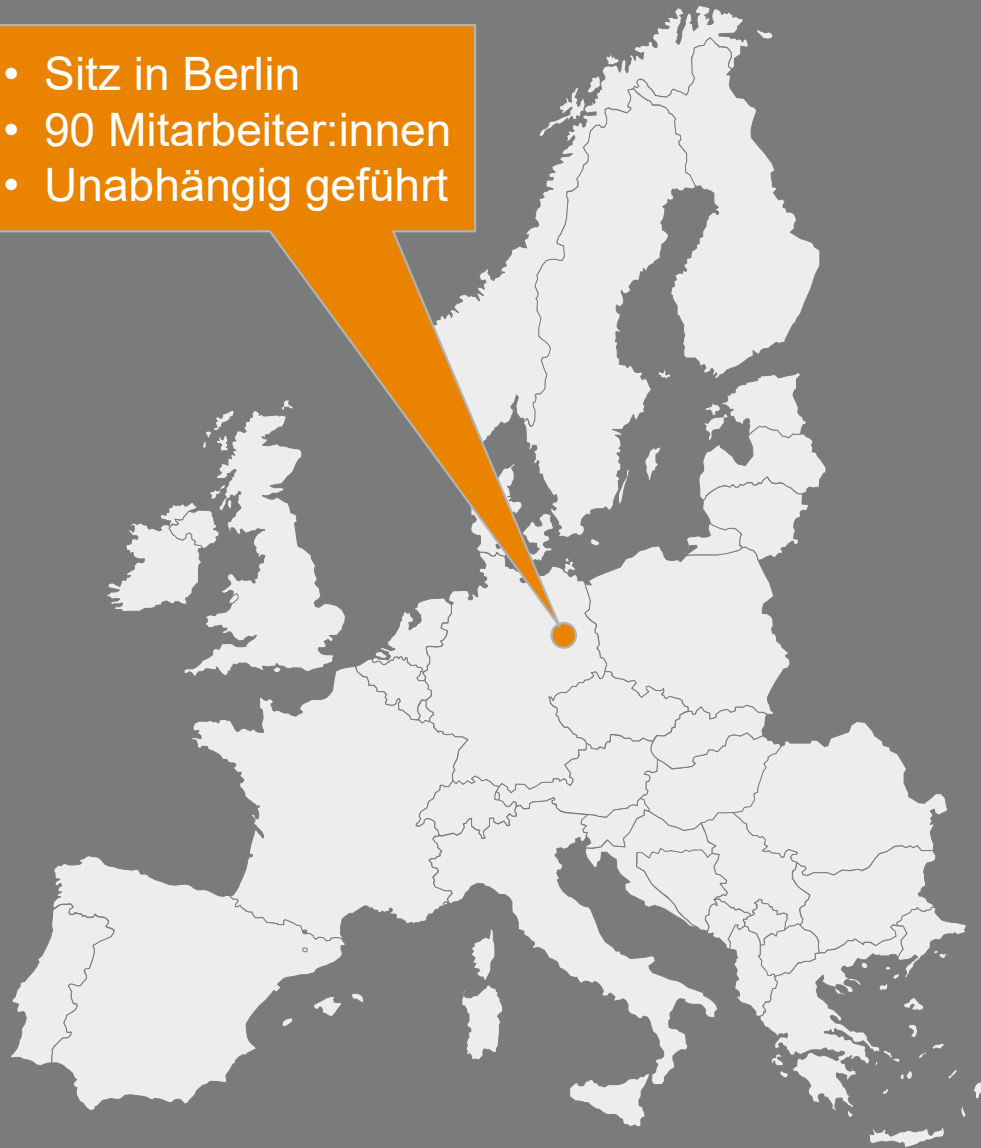 • Sitz in Berlin
• 90 Mitarbeiter:innen
• Unabhängig geführt